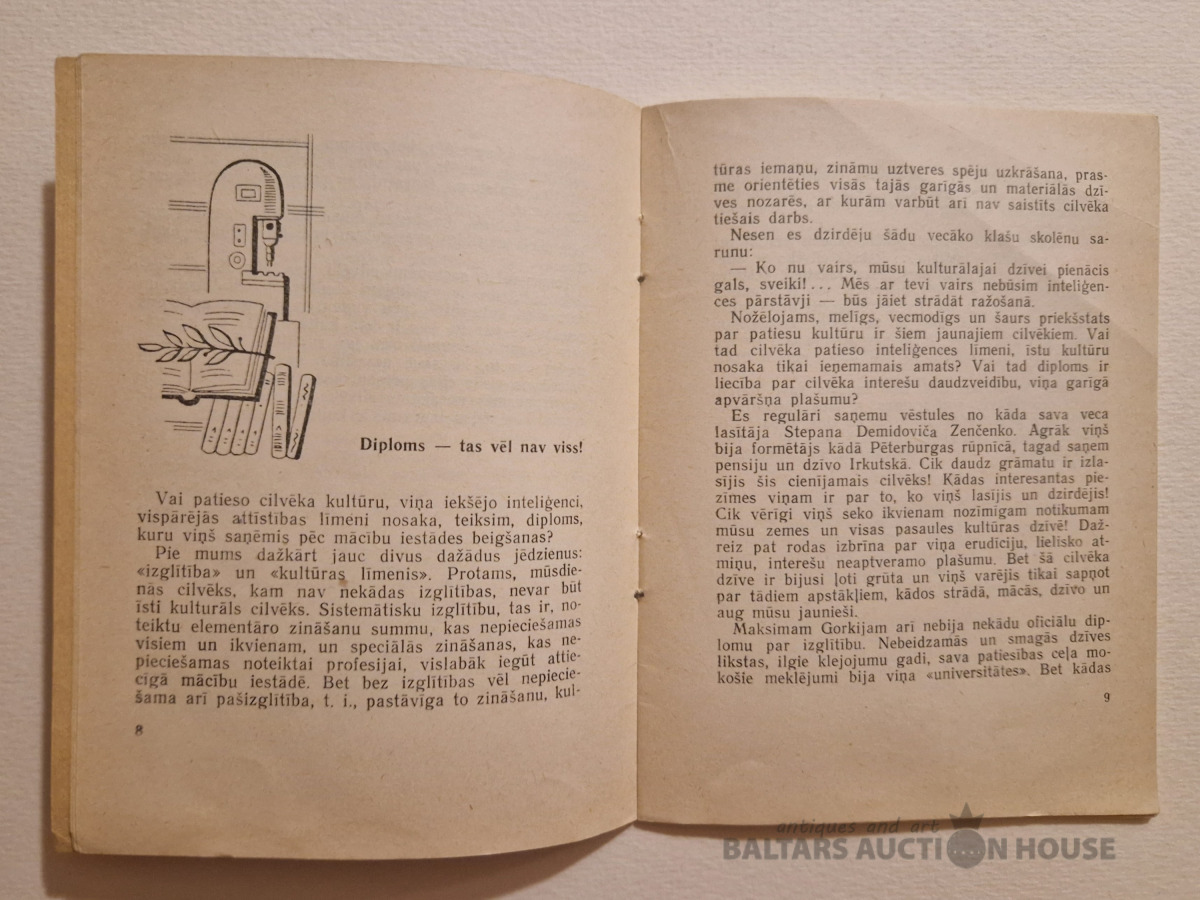 Diploms — tas vēl nav viss!
Vai patieso cilvēka kultūru, viņa iekšējo inteliģenci,
vispārējās attīstības līmeni nosaka, teiksim, diploms,
kuru viņš saņēmis pēc mācību iestādes beigšanas?
Pie mums dažkārt jauc divus dažādus jēdzienus:
«izglītība» un «kultūras līmenis». Protams, mūsdie-
nās cilvēks, kam nav nekādas izglītības, nevar būt
īsti kulturāls cilvēks. Sistemātisku izglītību, tas ir, no-
teiktu elementāro zināšanu summu, kas nepieciešamas
visiem un ikvienam, un speciālās zināšanas, kas ne-
pieciešamas noteiktai profesijai, vislabāk iegūt attie-
cīgā mācību iestādē. Bet bez izglītības vēl nepiecie-
šama arī pašizglītība, t. i., pastāvīga to zināšanu, kul-
8
tūras iemaņu, zināmu uztveres spēju uzkrāšana, pras-
me orientēties visās tajās garīgās un materiālās dzī-
ves nozarēs, ar kurām varbūt arī nav saistīts cilvēka
tiešais darbs.
Nesen es dzirdēju šādu vecāko klašu skolēnu sa-
runu:
— Ko nu vairs, mūsu kulturālajai dzīvei pienācis
gals, sveiki!... Mēs ar tevi vairs nebūsim inteliģen-
ces pārstāvji — būs jāiet strādāt ražošanā.
Nožēlojams, melīgs, vecmodīgs un šaurs priekšstats
par patiesu kultūru ir šiem jaunajiem cilvēkiem. Vai
tad cilvēka patieso inteliģences līmeni, īstu kultūru
nosaka tikai ieņemamais amats? Vai tad diploms ir
liecība par cilvēka interešu daudzveidību, viņa garīgā
apvāršņa plašumu?
Es regulāri saņemu vēstules no kāda sava veca
lasītāja Stepana Demidoviča Zenčenko. Agrāk viņš
bija formētājs kādā Pēterburgas rūpnīcā, tagad saņem
pensiju un dzīvo Irkutskā. Cik daudz grāmatu ir izla-
sījis šis cienījamais cilvēks! Kādas interesantas pie-
zīmes viņam ir par to, ko viņš lasījis un dzirdējis!
Cik vērīgi viņš seko ikvienam nozīmīgam notikumam
mūsu zemes un visas pasaules kultūras dzīvē! Daž-
reiz pat rodas izbrīna par viņa erudīciju, lielisko at-
miņu, interešu neaptveramo plašumu. Bet šā cilvēka
dzīve ir bijusi ļoti grūta un viņš varējis tikai sapņot
par tādiem apstākļiem, kādos strādā, mācās, dzīvo un
aug mūsu jaunieši.
Maksimam Gorkijam arī nebija nekādu oficiālu dip-
lomu par izglītību. Nebeidzamās un smagās dzīves
likstas, ilgie klejojumu gadi, sava patiesības ceļa mo-
košie meklējumi bija viņa «universitātes». Bet kādas
9
antiques and art
BALTARS AUCTION HOUSE